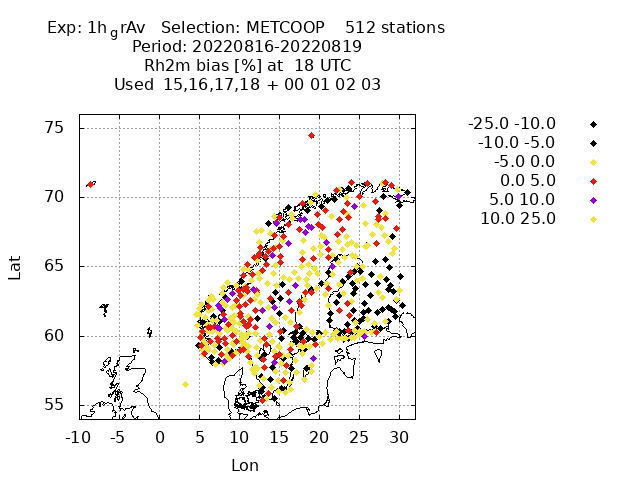 Exp: 1h_grAv   Selection: METCOOP    512 stations
Period: 20220816-20220819
Rh2m bias [%] at  18 UTC
Used  15,16,17,18 + 00 01 02 03
-25.0 -10.0
-10.0 -5.0
-5.0 0.0
0.0 5.0
5.0 10.0
10.0 25.0
75
70
65
60
55
Lat
-10 -5 0 5 10 15 20 25 30
Lon